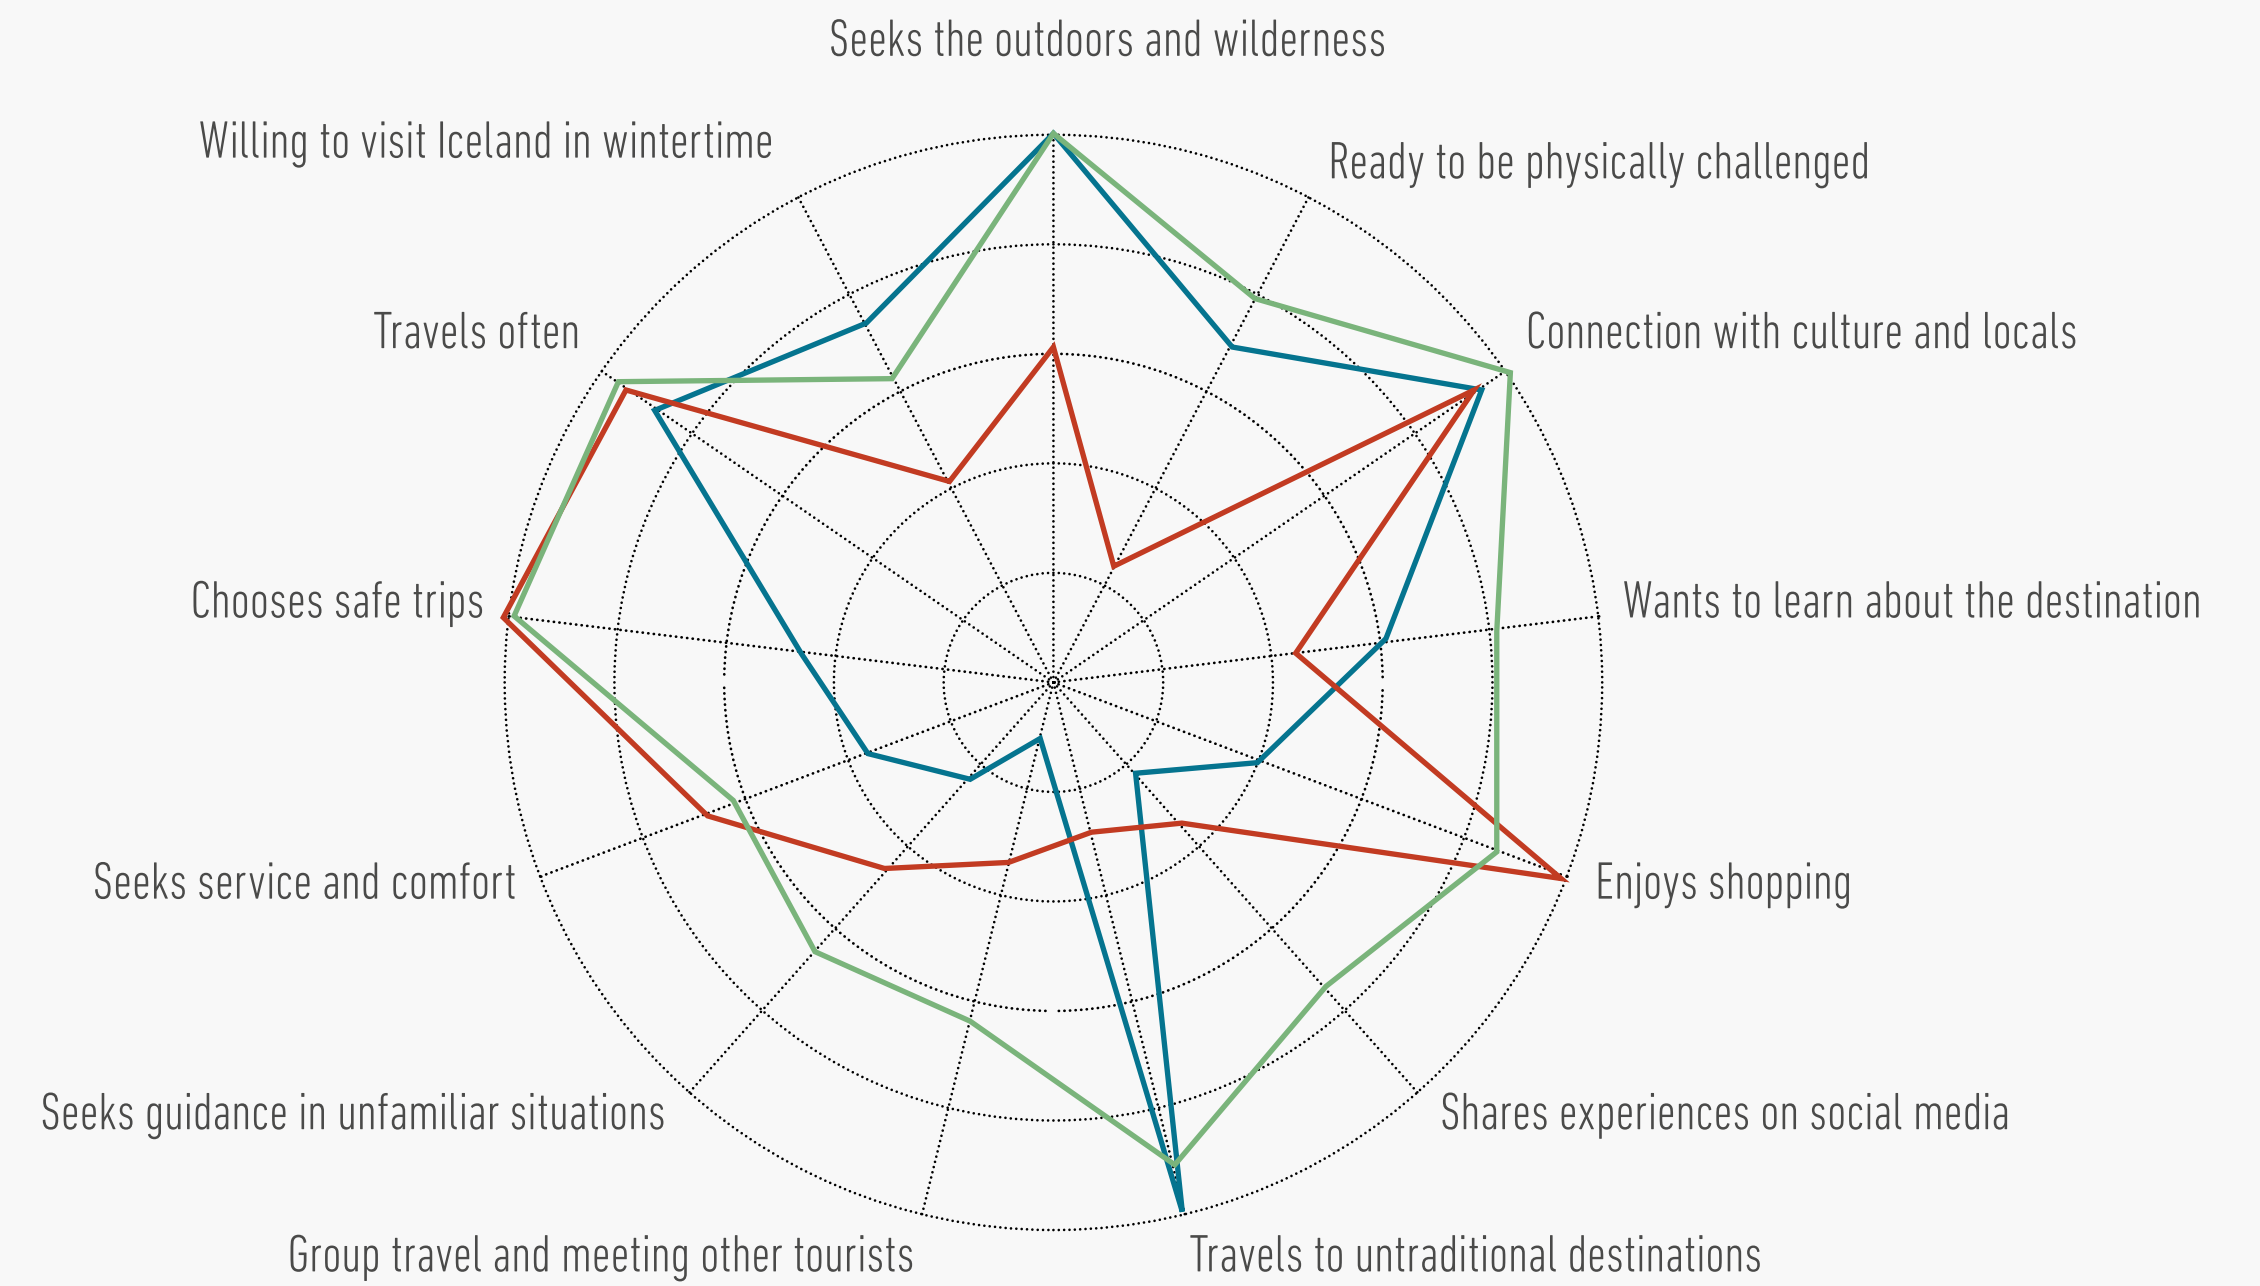 Seeks the outdoors and wilderness
Willing to visit Iceland in wintertime
Ready to be physically challenged
Travels often
Connection with culture and locals
Chooses safe trips
Wants to learn about the destination
Seeks service and comfort
Enjoys shopping
Seeks guidance in unfamiliar situations
Shares experiences on social media
Group travel and meeting other tourists
Travels to untraditional destinations